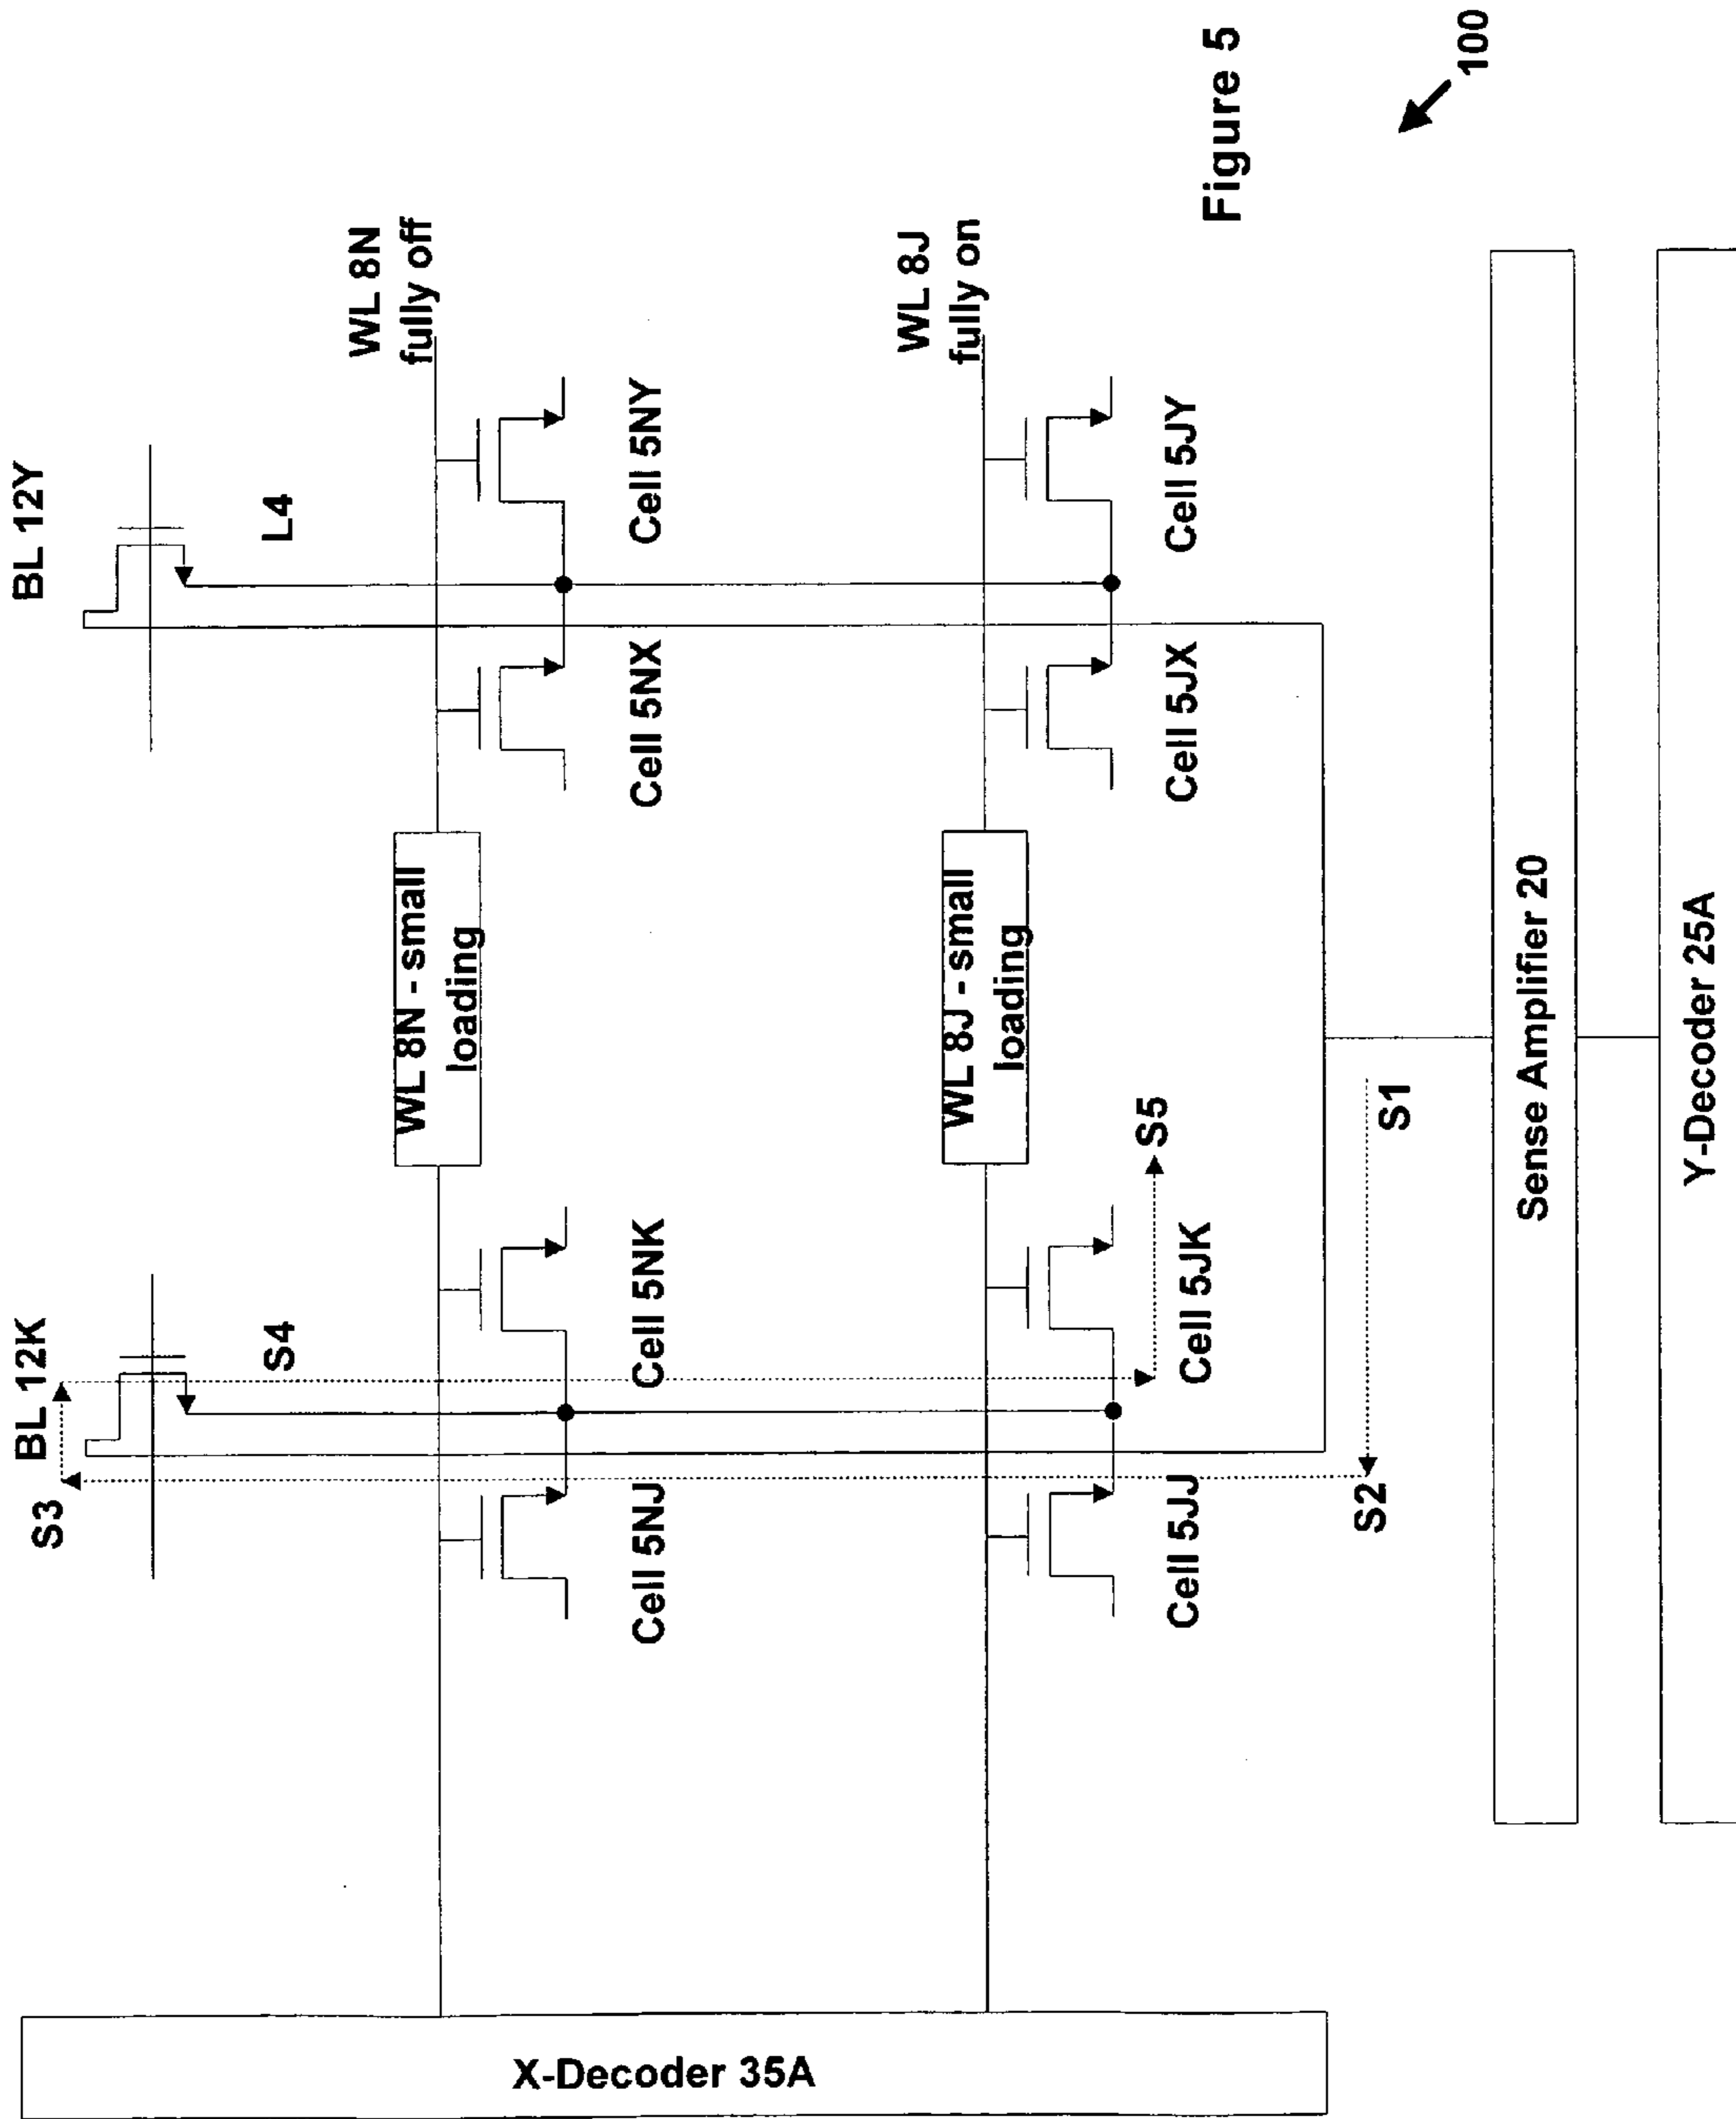 BL 12K
BL 12Y
S3
S4
L4
WL 8N
fully off
WL 8N - small
loading
Cell 5NJ
Cell 5NK
Cell 5NX
Cell 5NY
WL 8J
fully on
WL 8J - small
loading
S5
Cell 5JJ
Cell 5JK
Cell 5JX
Cell 5JY
X-Decoder 35A
Figure 5
S2
S1
100
Sense Amplifier 20
Y-Decoder 25A